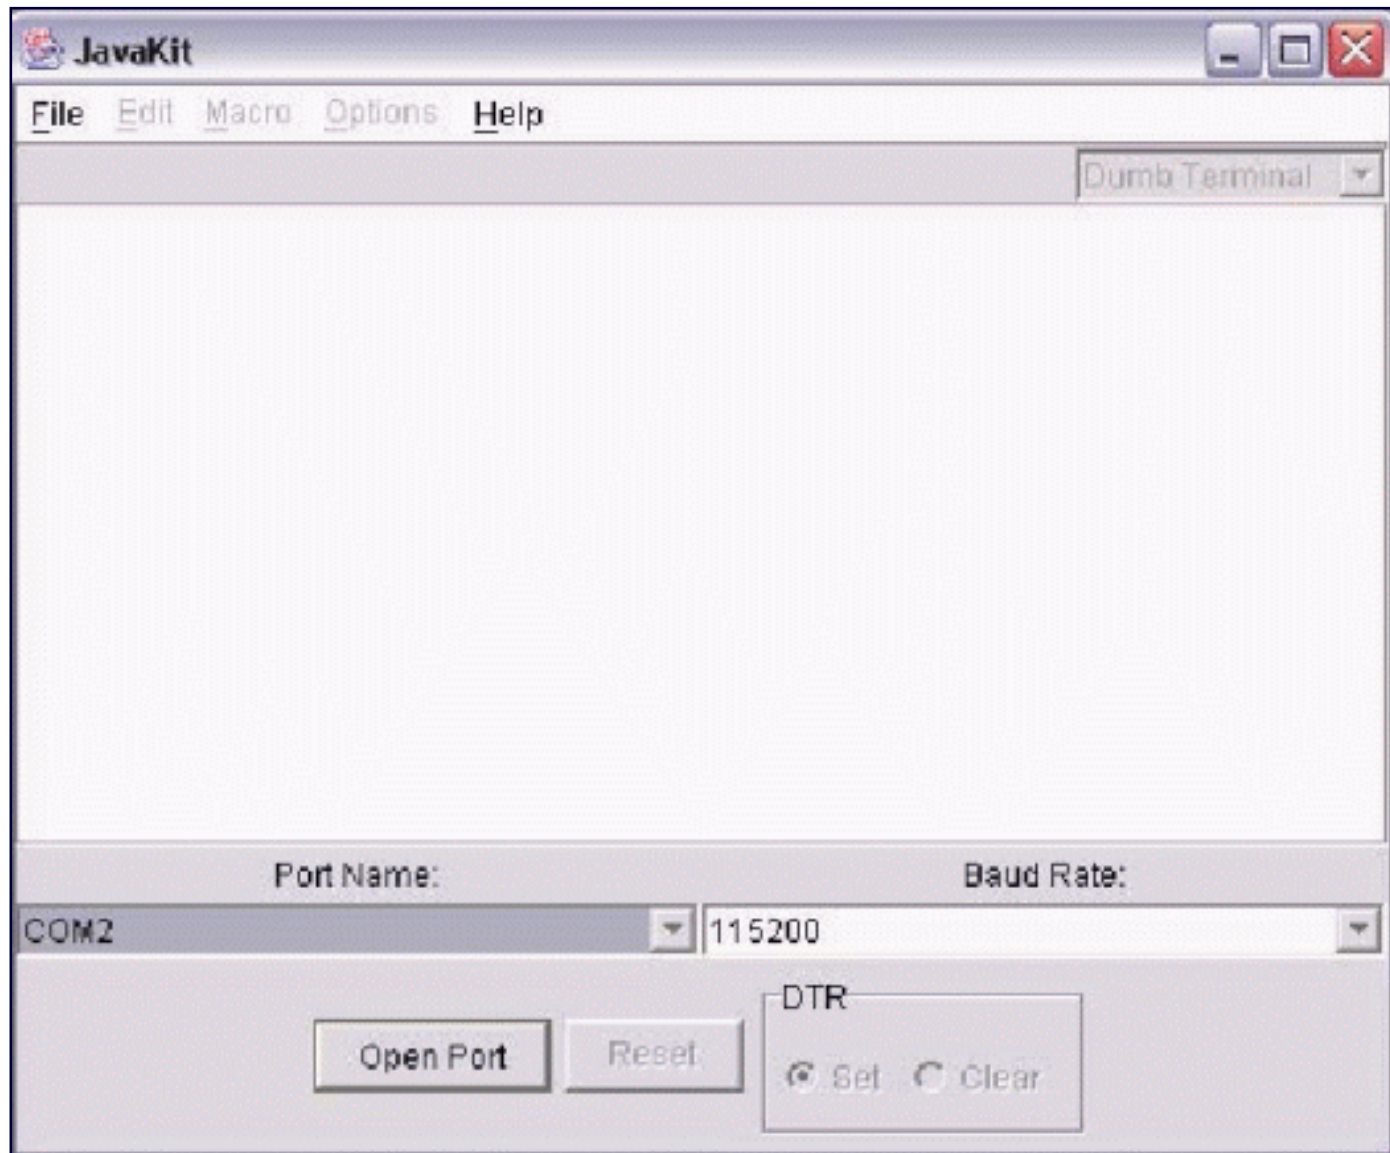 JavaKit
File Edit Macro Options Help
Dumb Terminal
Port Name: Baud Rate:
COM2 115200
DTR
Open Port Reset Set Clear